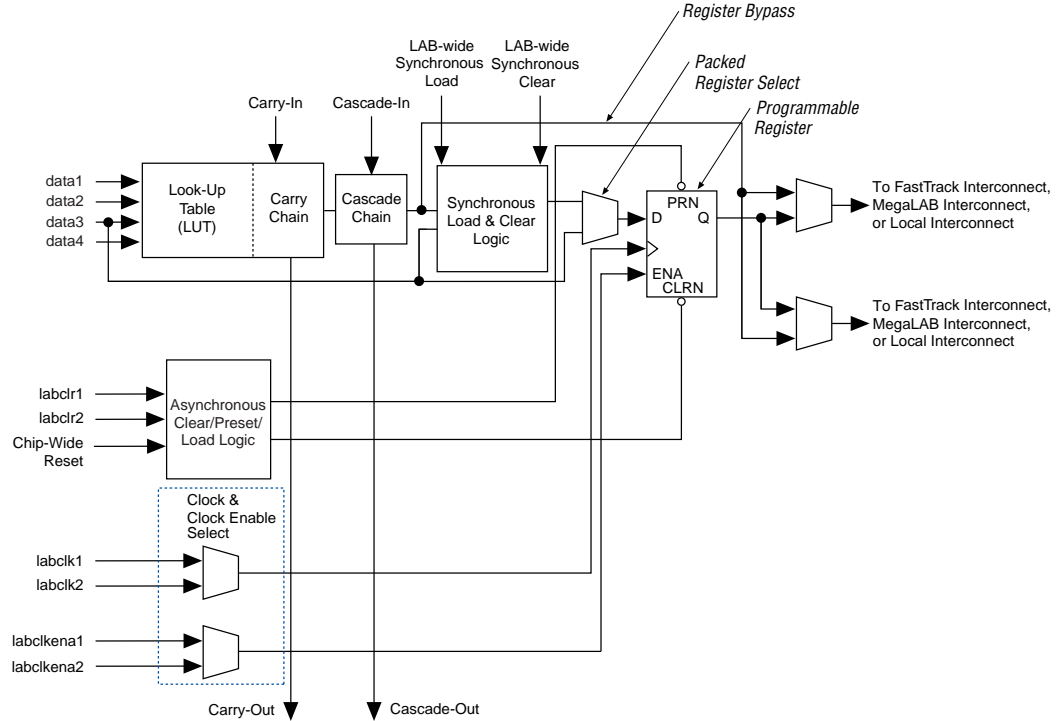 Register Bypass
LAB-wide
Synchronous
Load
LAB-wide
Synchronous
Clear
Packed
Register Select
Carry-In
Cascade-In
Programmable
Register
data1
data2
data3
data4
Look-Up
Table
(LUT)
Carry
Chain
Cascade
Chain
Synchronous
Load & Clear
Logic
PRN
D
Q
ENA
CLRN
To FastTrack Interconnect,
MegaLAB Interconnect,
or Local Interconnect
To FastTrack Interconnect,
MegaLAB Interconnect,
or Local Interconnect
labclr1
labclr2
Chip-Wide
Reset
Asynchronous
Clear/Preset/
Load Logic
Clock &
Clock Enable
Select
labclk1
labclk2
labclkena1
labclkena2
Carry-Out
Cascade-Out